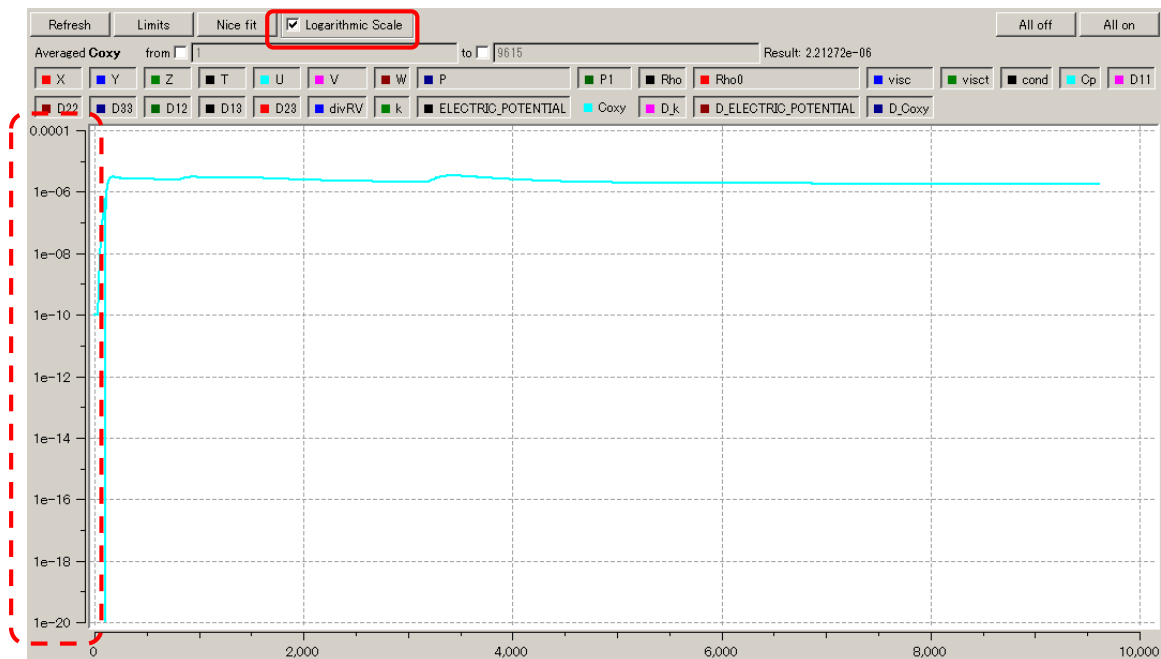 Refresh Limits Nice fit Logarithmic Scale All off All on
Averaged Coxy from 1 to 9615 Result: 2.21272e-06
X Y Z T U V W P P1 Rho Rho0 visc visct cond Cp D11
D22 D33 D12 D13 D23 divRV k ELECTRIC_POTENTIAL Coxy D_k D_ELECTRIC_POTENTIAL D_Coxy
0.0001
1e-06
1e-08
1e-10
1e-12
1e-14
1e-16
1e-18
1e-20
0 2,000 4,000 6,000 8,000 10,000